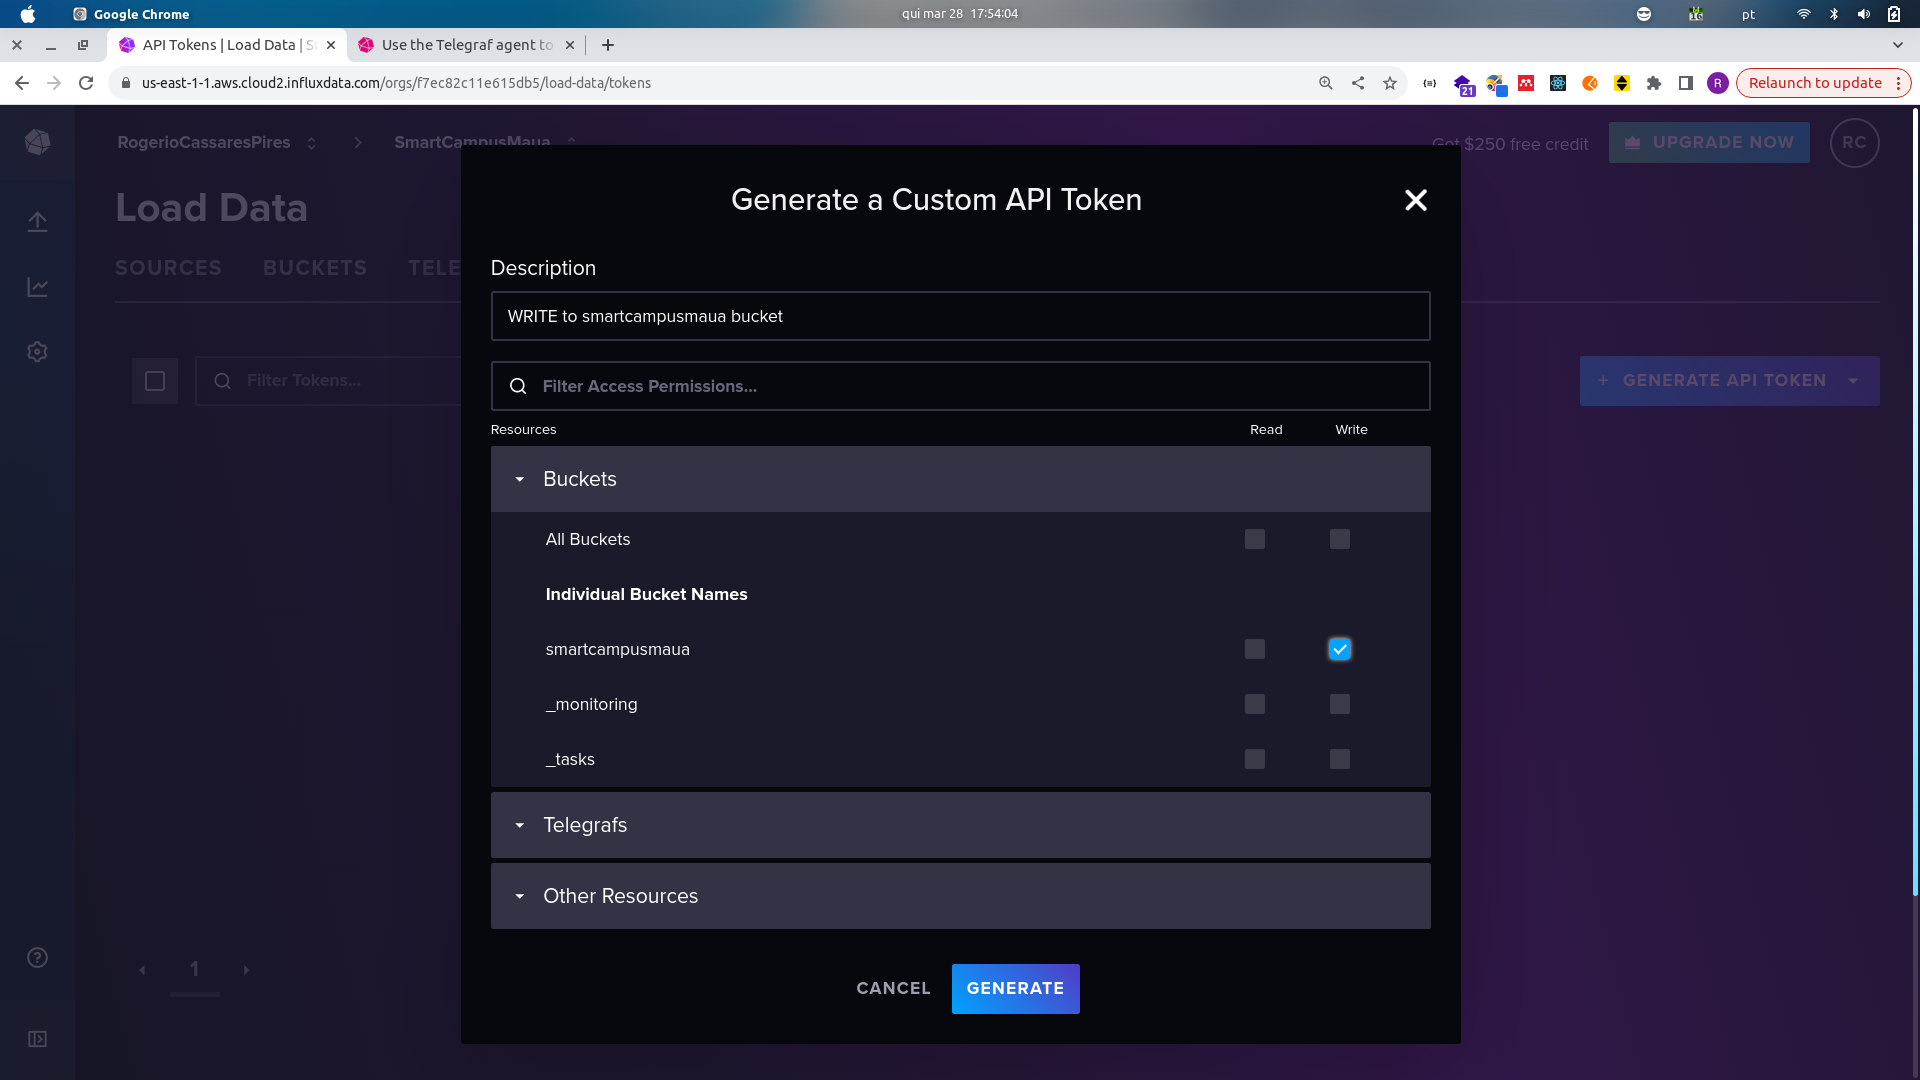 Google Chrome
qui mar 28 17:54:04
pt
API Tokens | Load Data | S
Use the Telegraf agent to
us-east-1-1.aws.cloud2.influxdata.com/orgs/f7ec82c11e615db5/load-data/tokens
21
R
Relaunch to update
RogerioCassaresPires
SmartCampusMaua
Get $250 free credit
UPGRADE NOW
RC
Load Data
SOURCES
BUCKETS
TELE
Filter Tokens...
+ GENERATE API TOKEN
Generate a Custom API Token
Description
WRITE to smartcampusmaua bucket
Filter Access Permissions...
Resources
Read
Write
Buckets
All Buckets
Individual Bucket Names
smartcampusmaua
_monitoring
_tasks
Telegrafs
Other Resources
1
CANCEL
GENERATE